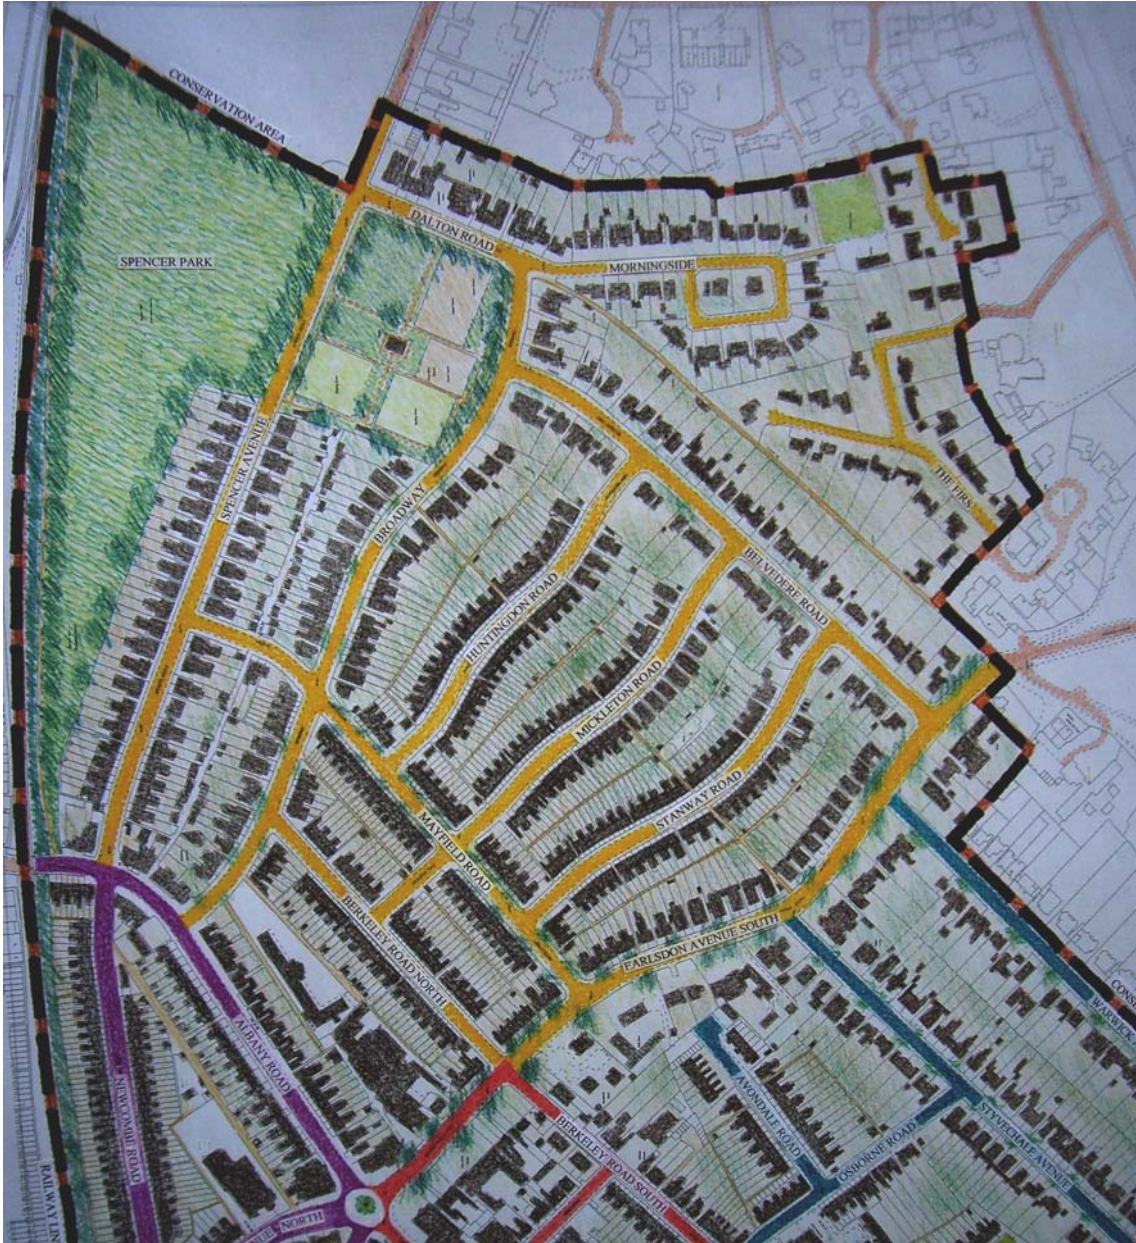 CONSERVATION AREA
DALTON ROAD
SPENCER PARK
MORNINGSIDE
SPENCER AVENUE
BROADWAY
THE FIRS
HUNTINGDON ROAD
BELVEDERE ROAD
MICKLETON ROAD
STANWAY ROAD
MAYFIELD ROAD
BERKELEY ROAD NORTH
EARLSDON AVENUE SOUTH
CONS
WARWICK
ALBANY ROAD
NEWCOMBE ROAD
AVONDALE ROAD
STYVECHALE AVENUE
OSBORNE ROAD
BERKELEY ROAD SOUTH
RAILWAY LIN
NORTH